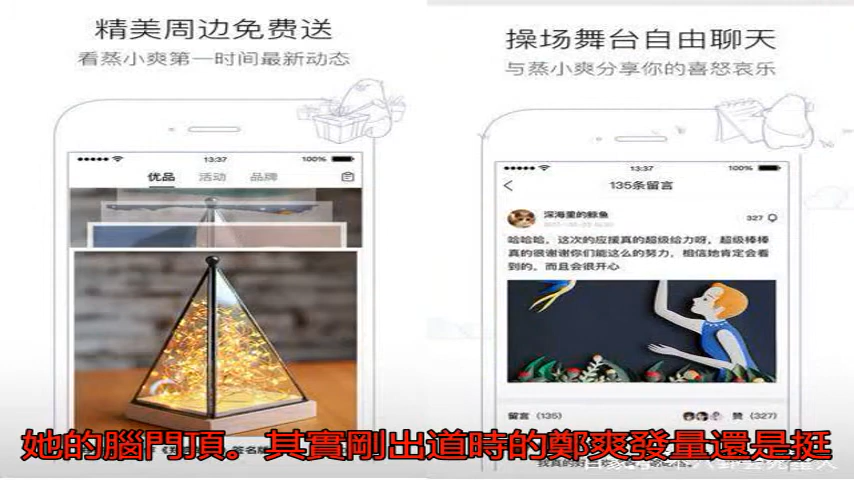 精美周边免费送
看蒸小爽第一时间最新动态
13:37
100%
优品
活动
品牌
操场舞台自由聊天
与蒸小爽分享你的喜怒哀乐
13:37
100%
135条留言
深海里的鲸鱼
327
哈哈哈，这次的应援真的超级给力呀，超级棒棒
真的很谢谢你们能这么的努力，相信她肯定会看
到的。而且会很开心
留言（135）
赞（327）
她的腦門頂。其實剛出道時的鄭爽發量還是挺